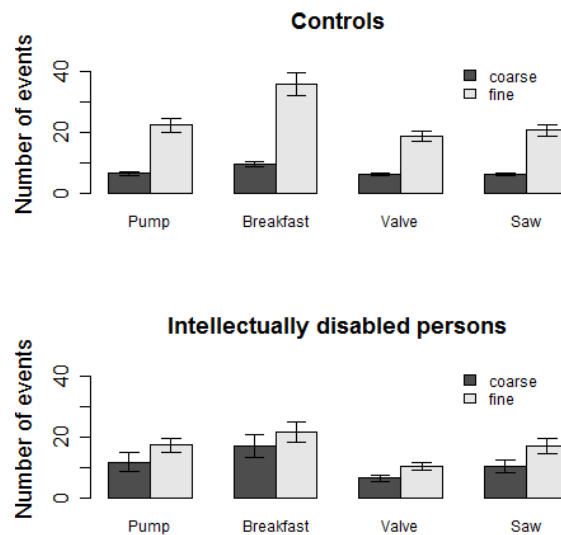 Controls
Number of events
40
20
0
coarse
fine
Pump Breakfast Valve Saw
Intellectually disabled persons
Number of events
40
20
0
coarse
fine
Pump Breakfast Valve Saw